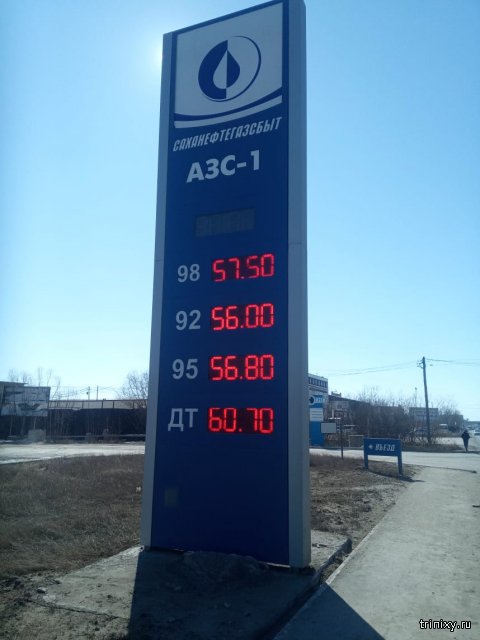 САХАНЕФТЕГАЗСБЫТ
АЗС-1
98 57.50
92 56.00
95 56.80
ДТ 60.70
ВЪЕЗД
trinixy.ru